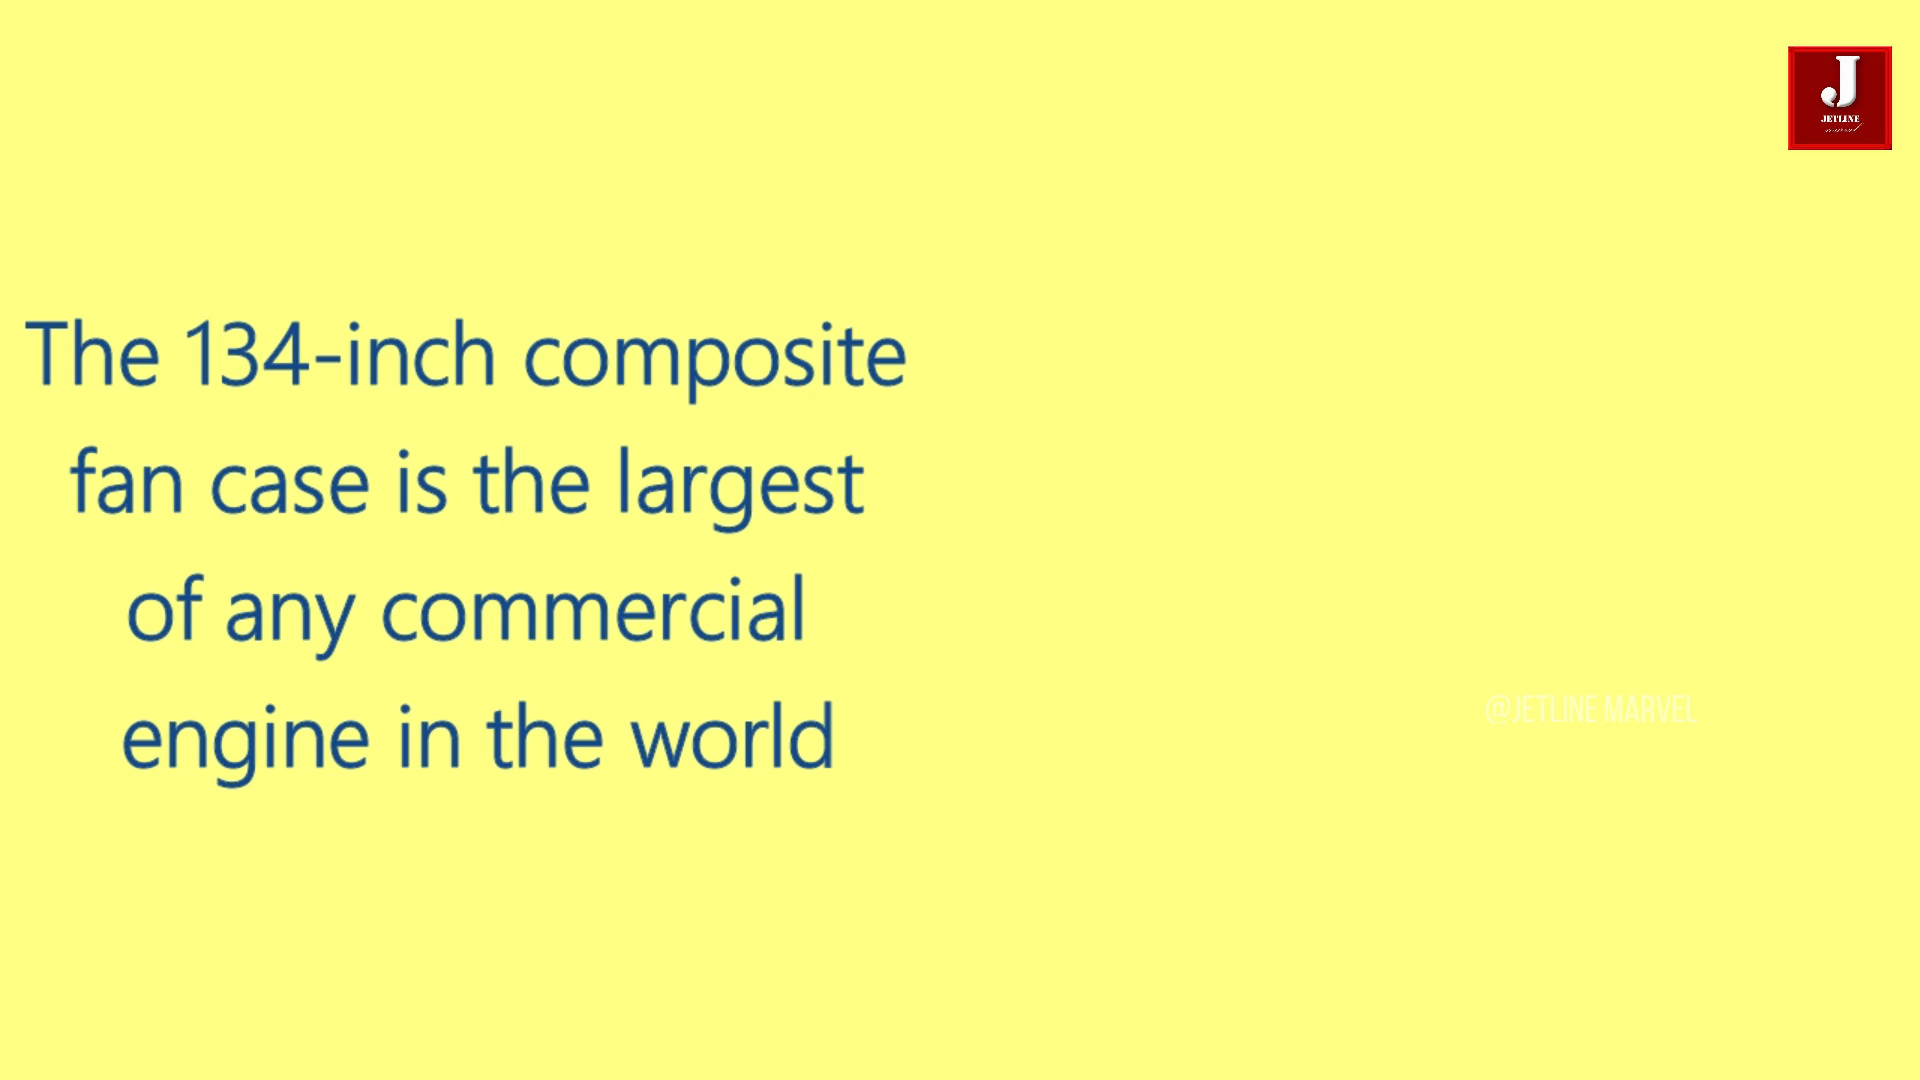 J
JETLINE
The 134-inch composite
fan case is the largest
of any commercial
engine in the world
@JETLINE MARVEL